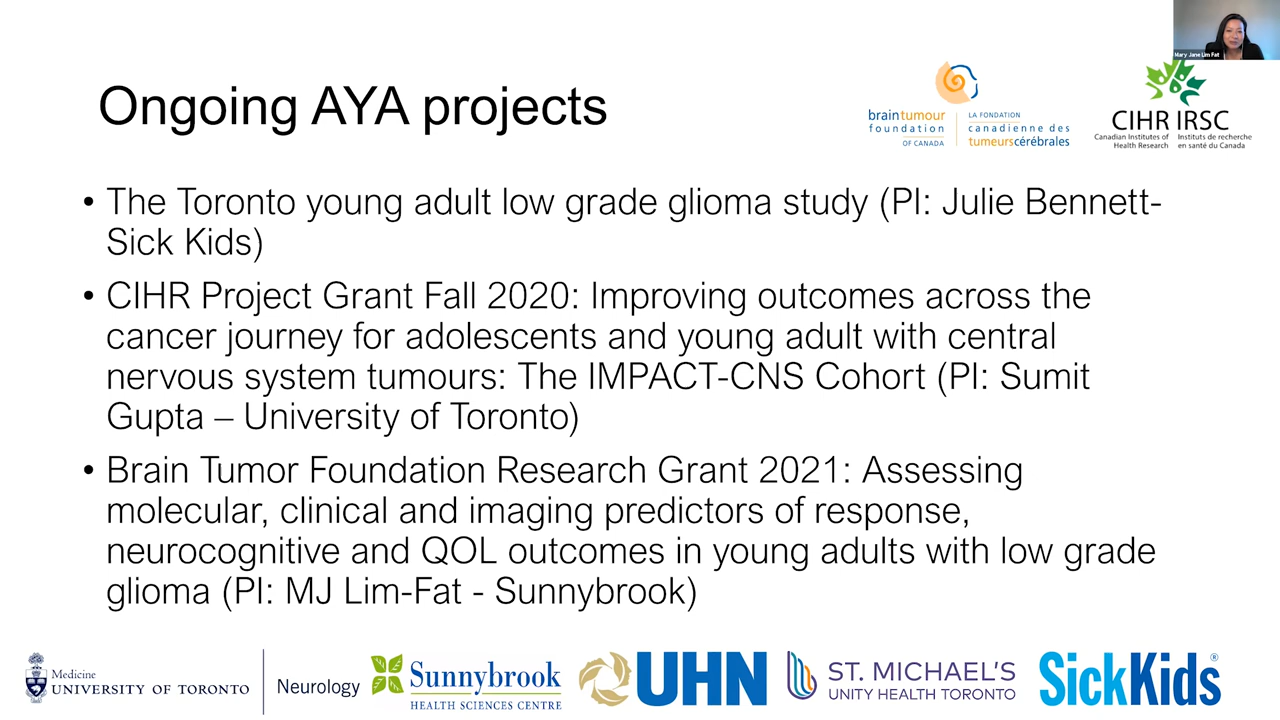 Mary Jane Lim Fat
Ongoing AYA projects
braintumour
foundation
OF CANADA
LA FONDATION
canadienne des
tumeurscérébrales
CIHR IRSC
Canadian Institutes of
Health Research
Instituts de recherche
en santé du Canada
• The Toronto young adult low grade glioma study (PI: Julie Bennett-
Sick Kids)
• CIHR Project Grant Fall 2020: Improving outcomes across the
cancer journey for adolescents and young adult with central
nervous system tumours: The IMPACT-CNS Cohort (PI: Sumit
Gupta – University of Toronto)
• Brain Tumor Foundation Research Grant 2021: Assessing
molecular, clinical and imaging predictors of response,
neurocognitive and QOL outcomes in young adults with low grade
glioma (PI: MJ Lim-Fat - Sunnybrook)
Medicine
UNIVERSITY OF TORONTO
Neurology
Sunnybrook
HEALTH SCIENCES CENTRE
UHN
ST. MICHAEL'S
UNITY HEALTH TORONTO
SickKids®